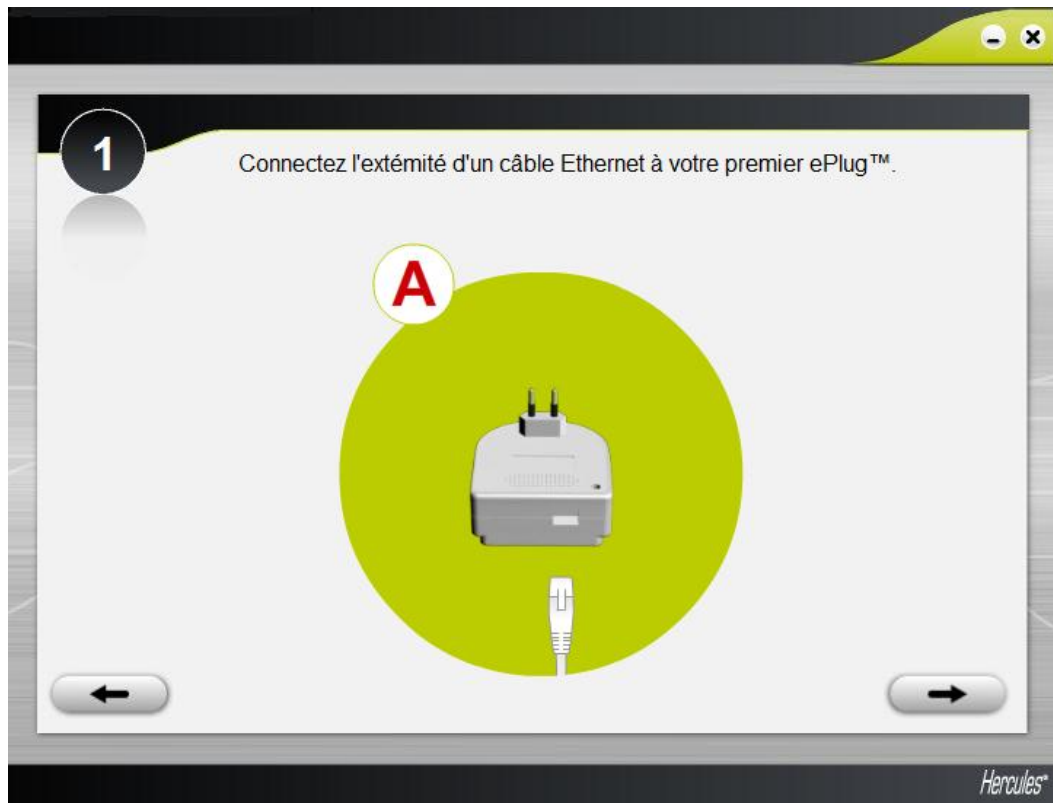 1
Connectez l'extémité d'un câble Ethernet à votre premier ePlug™.
A
Hercules®